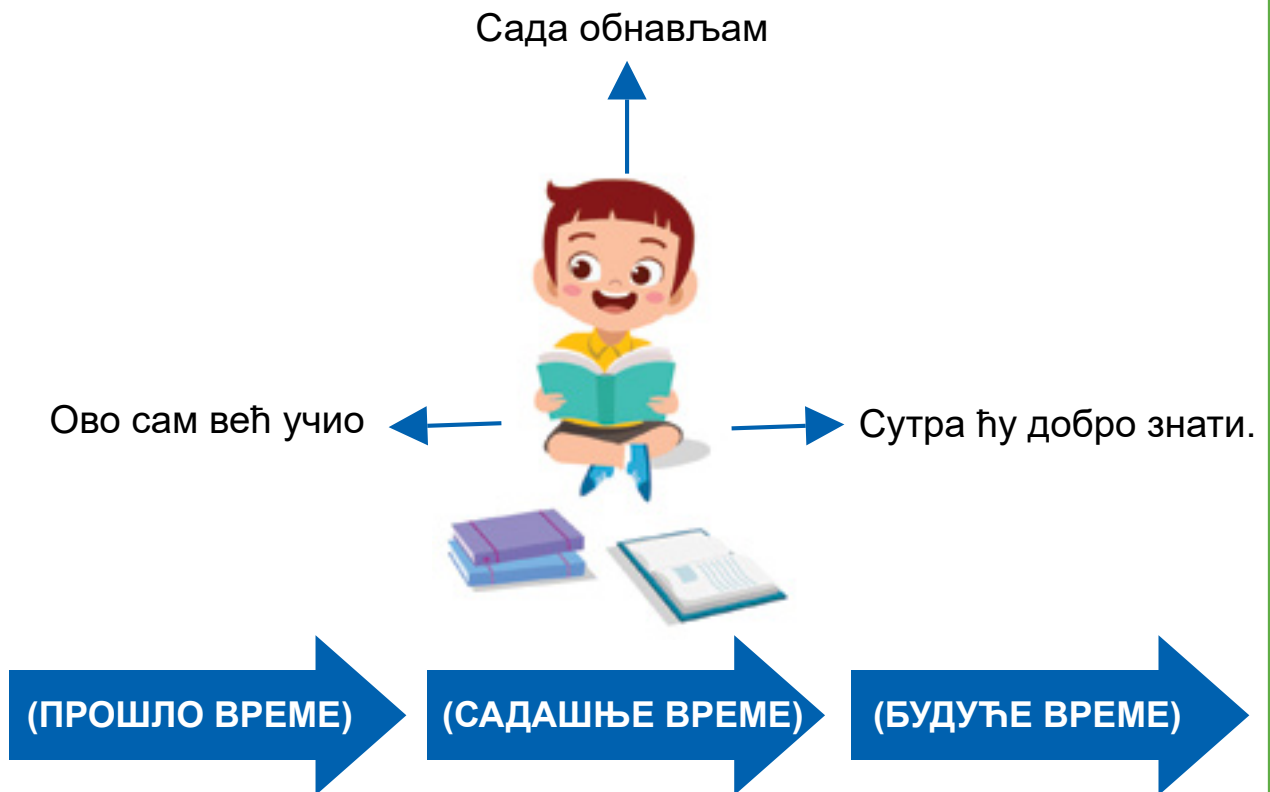 Сада обнављам
Ово сам већ учио
Сутра ћу добро знати.
(ПРОШЛО ВРЕМЕ)
(САДАШЊЕ ВРЕМЕ)
(БУДУЋЕ ВРЕМЕ)